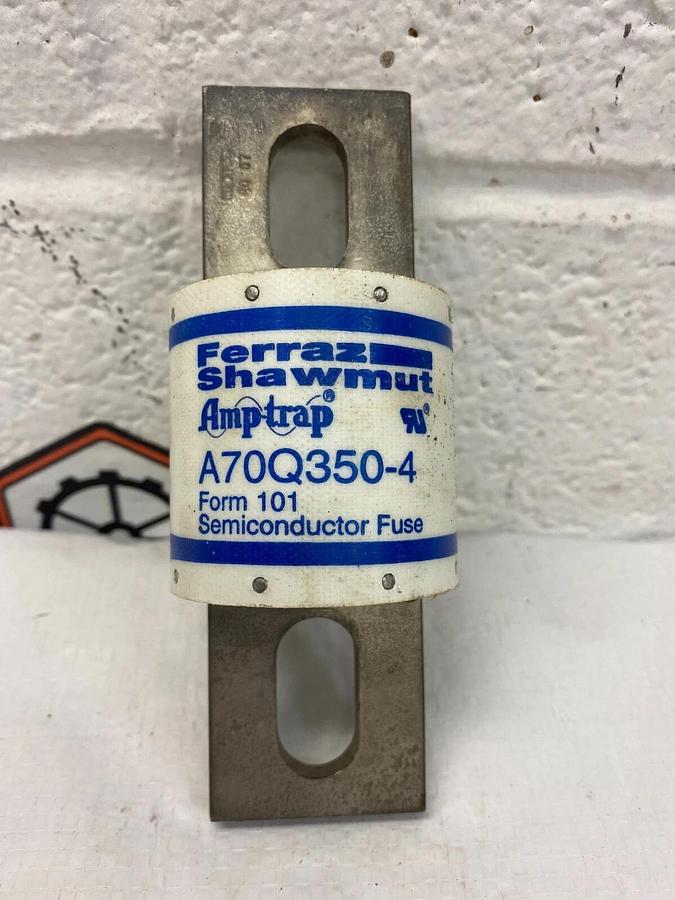 Ferraz
Shawmut
Amp-trap®
A70Q350-4
Form 101
Semiconductor Fuse